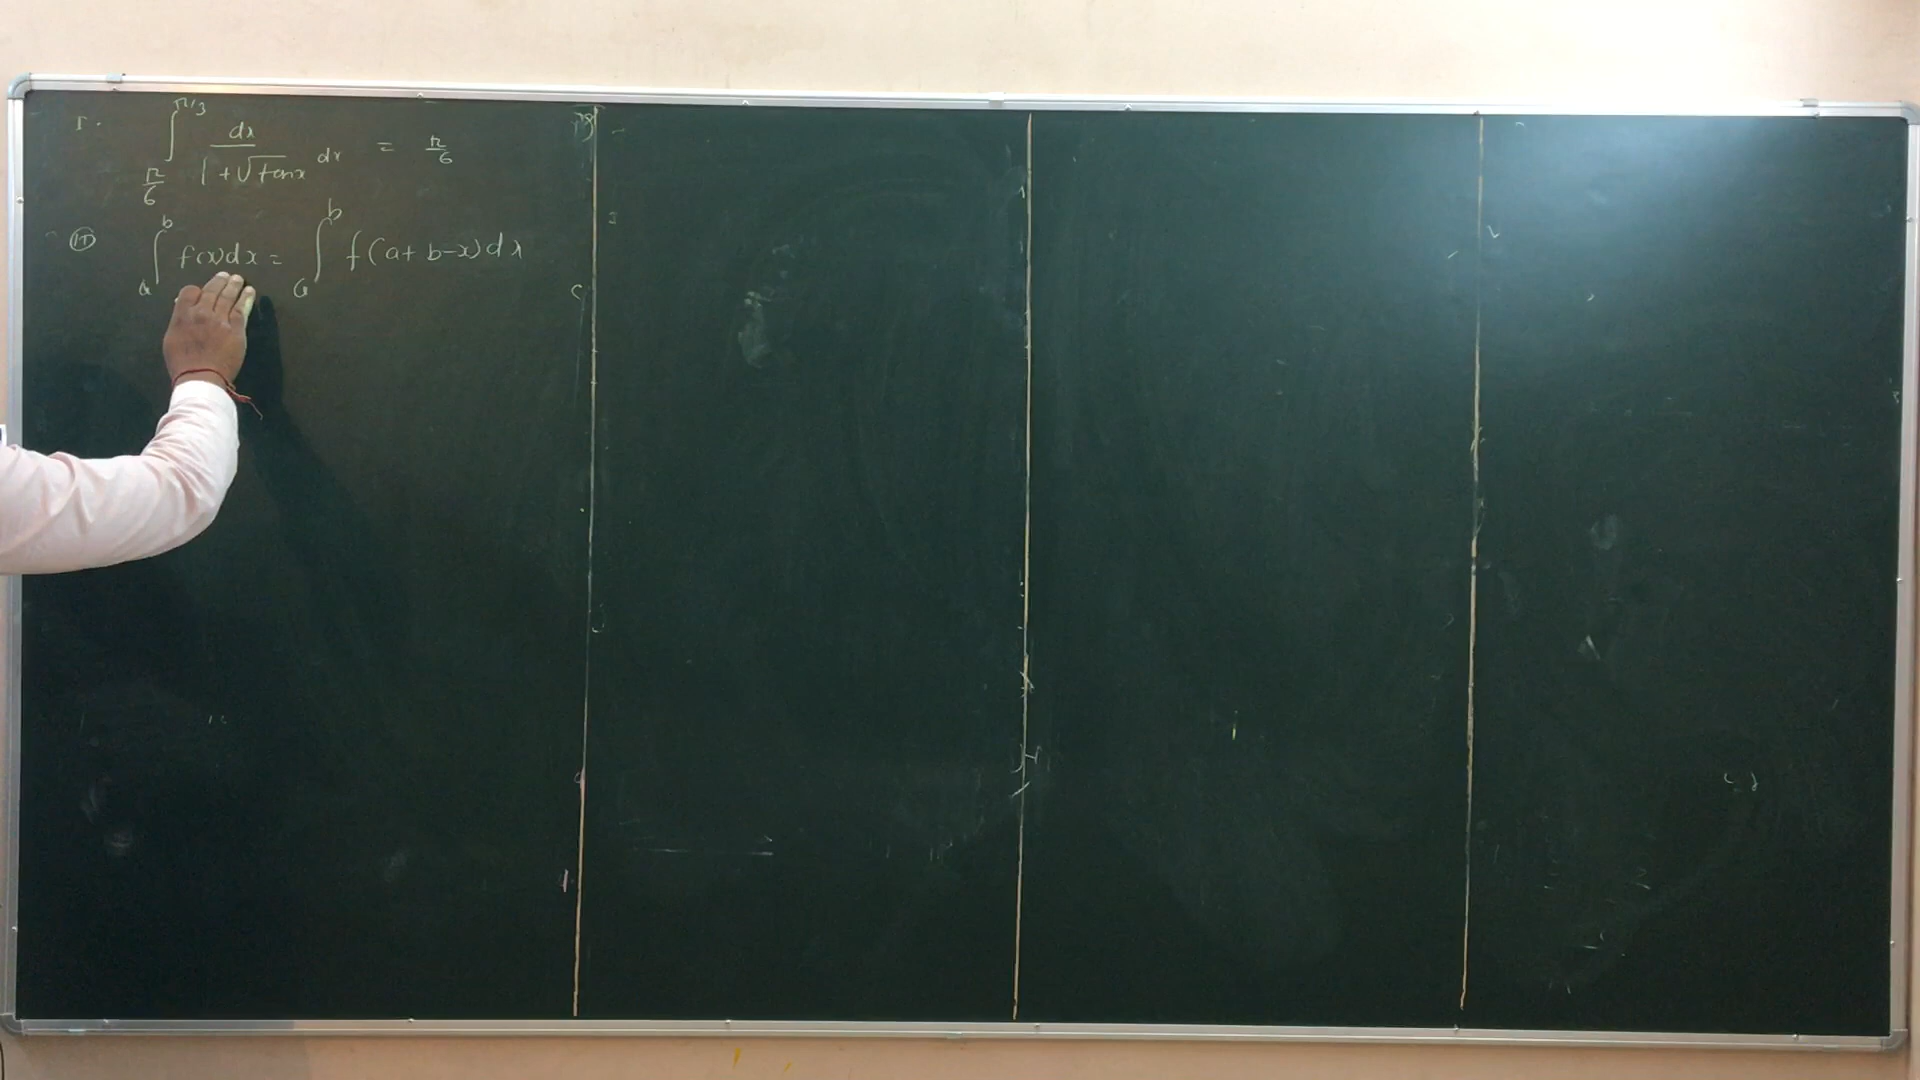 I. ∫_{π/6}^{π/3} dx / (1 + √tanx) dx = π/6
(II) ∫_a^b f(x)dx = ∫_a^b f(a+b-x)dx